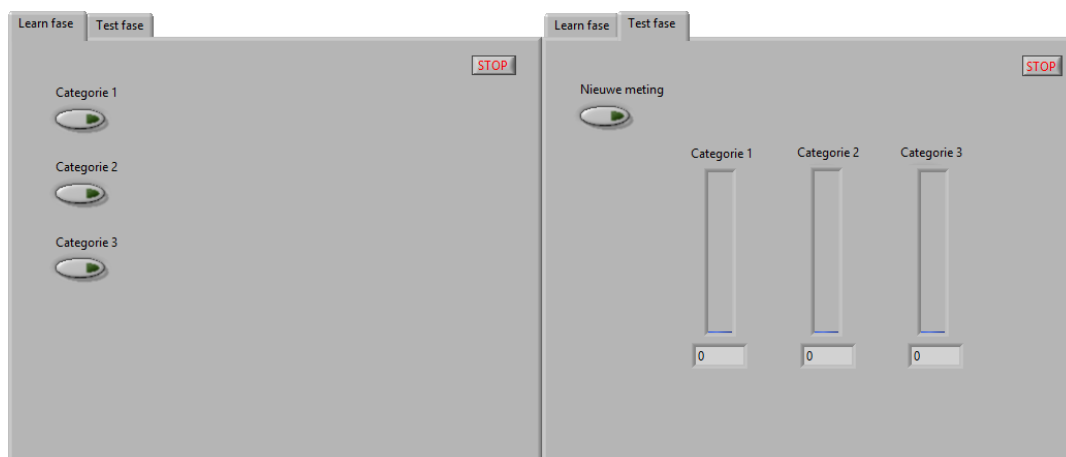 Learn fase
Test fase
STOP
Categorie 1
Categorie 2
Categorie 3
Learn fase
Test fase
STOP
Nieuwe meting
Categorie 1
Categorie 2
Categorie 3
0
0
0